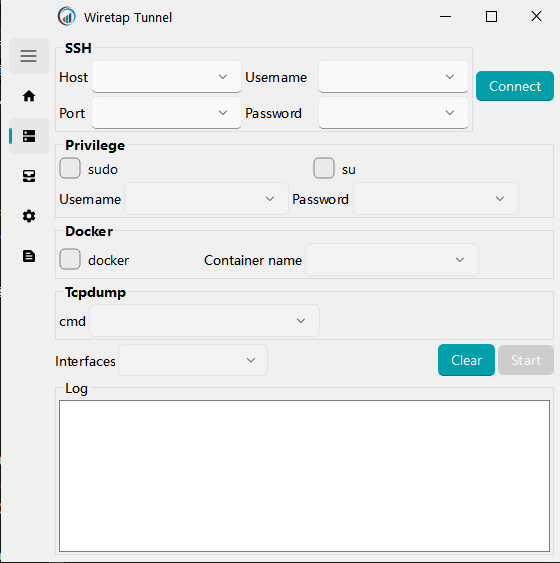 Wiretap Tunnel
SSH
Host Username
Connect
Port Password
Privilege
sudo su
Username Password
Docker
docker Container name
Tcpdump
cmd
Interfaces Clear Start
Log